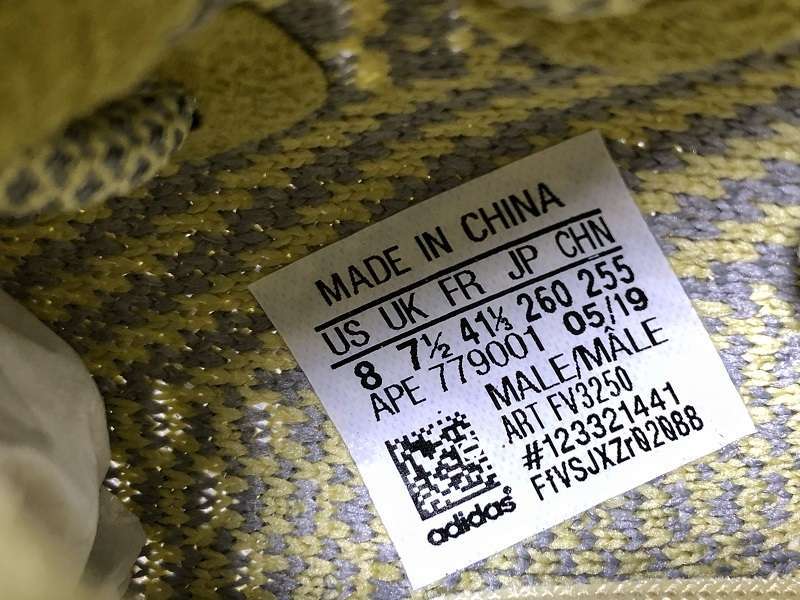 MADE IN CHINA
US UK FR JP CHN
8 7½ 41⅓ 260 255
APE 779001 05/19
MALE/MÂLE
ART FV3250
#123321441
FfVSJXZrQ2088
adidas®